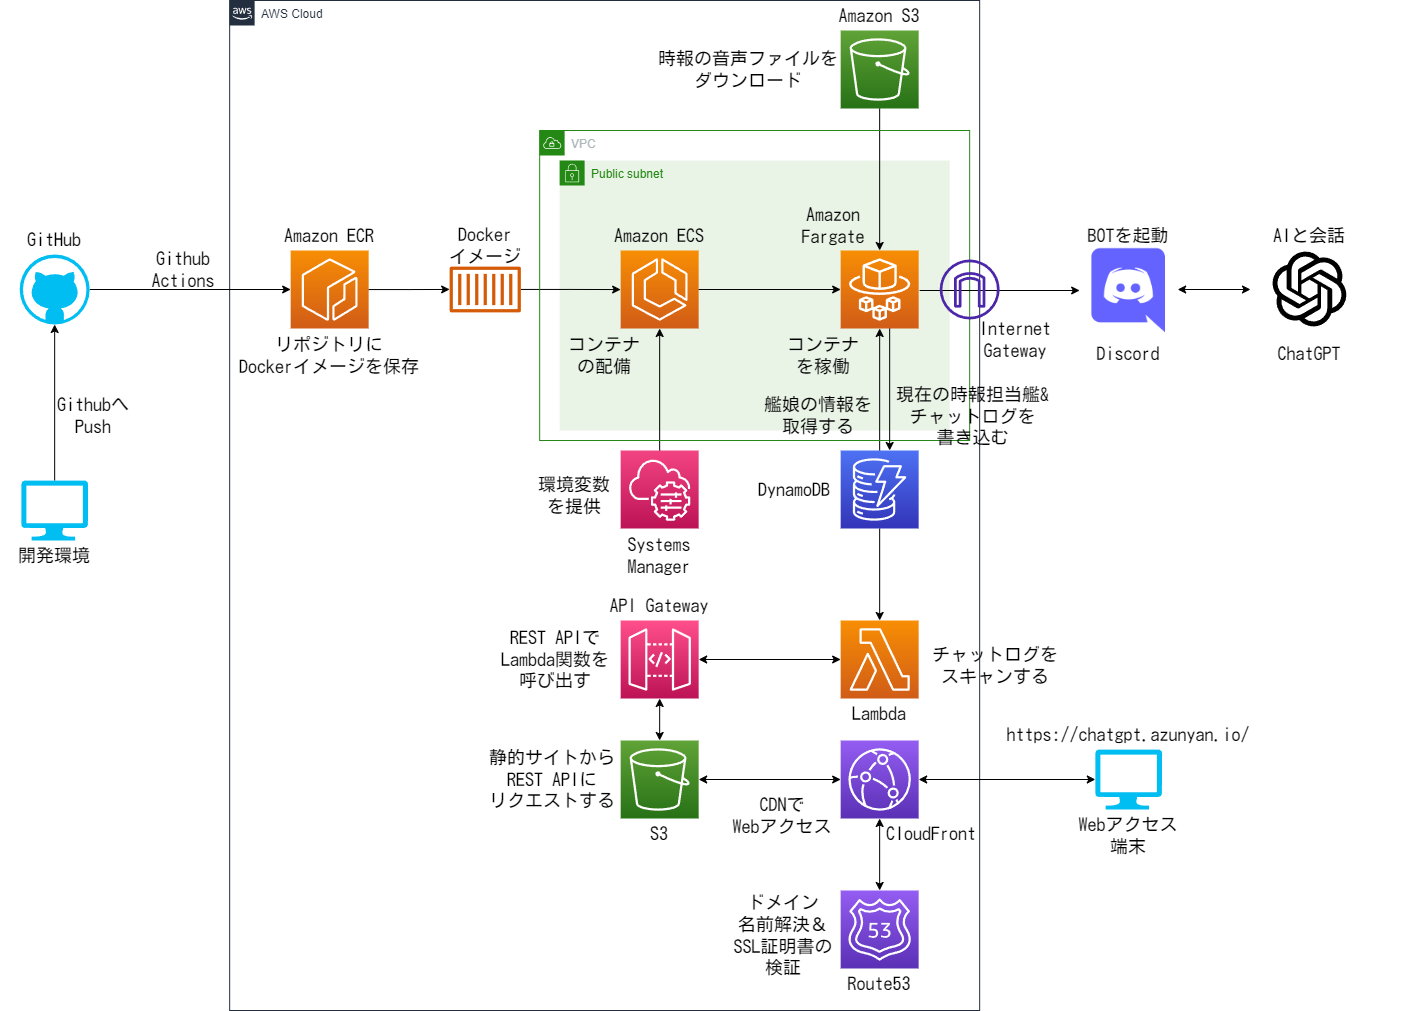 aws
AWS Cloud
Amazon S3
時報の音声ファイルを
ダウンロード
VPC
Public subnet
GitHub
Github
Actions
Amazon ECR
リポジトリに
Dockerイメージを保存
Docker
イメージ
Amazon ECS
コンテナ
の配備
Amazon
Fargate
コンテナ
を稼働
Internet
Gateway
BOTを起動
Discord
AIと会話
ChatGPT
Githubへ
Push
開発環境
艦娘の情報を
取得する
現在の時報担当艦&
チャットログを
書き込む
環境変数
を提供
Systems
Manager
DynamoDB
API Gateway
REST APIで
Lambda関数を
呼び出す
</>
チャットログを
スキャンする
Lambda
静的サイトから
REST APIに
リクエストする
S3
CDNで
Webアクセス
CloudFront
https://chatgpt.azunyan.io/
Webアクセス
端末
ドメイン
名前解決&
SSL証明書の
検証
53
Route53